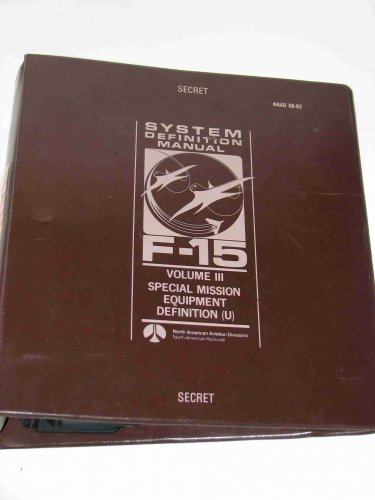 SECRET
NAAD 68-62
SYSTEM
DEFINITION
MANUAL
F-15
VOLUME III
SPECIAL MISSION
EQUIPMENT
DEFINITION (U)
North American Aviation Divisions
North American Rockwell
SECRET